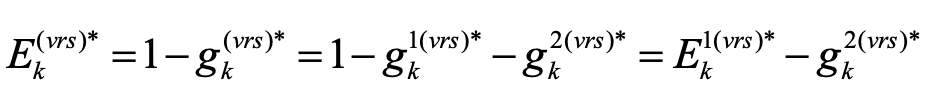 $E_k^{(vrs)*} = 1 - g_k^{(vrs)*} = 1 - g_k^{1(vrs)*} - g_k^{2(vrs)*} = E_k^{1(vrs)*} - g_k^{2(vrs)*}$